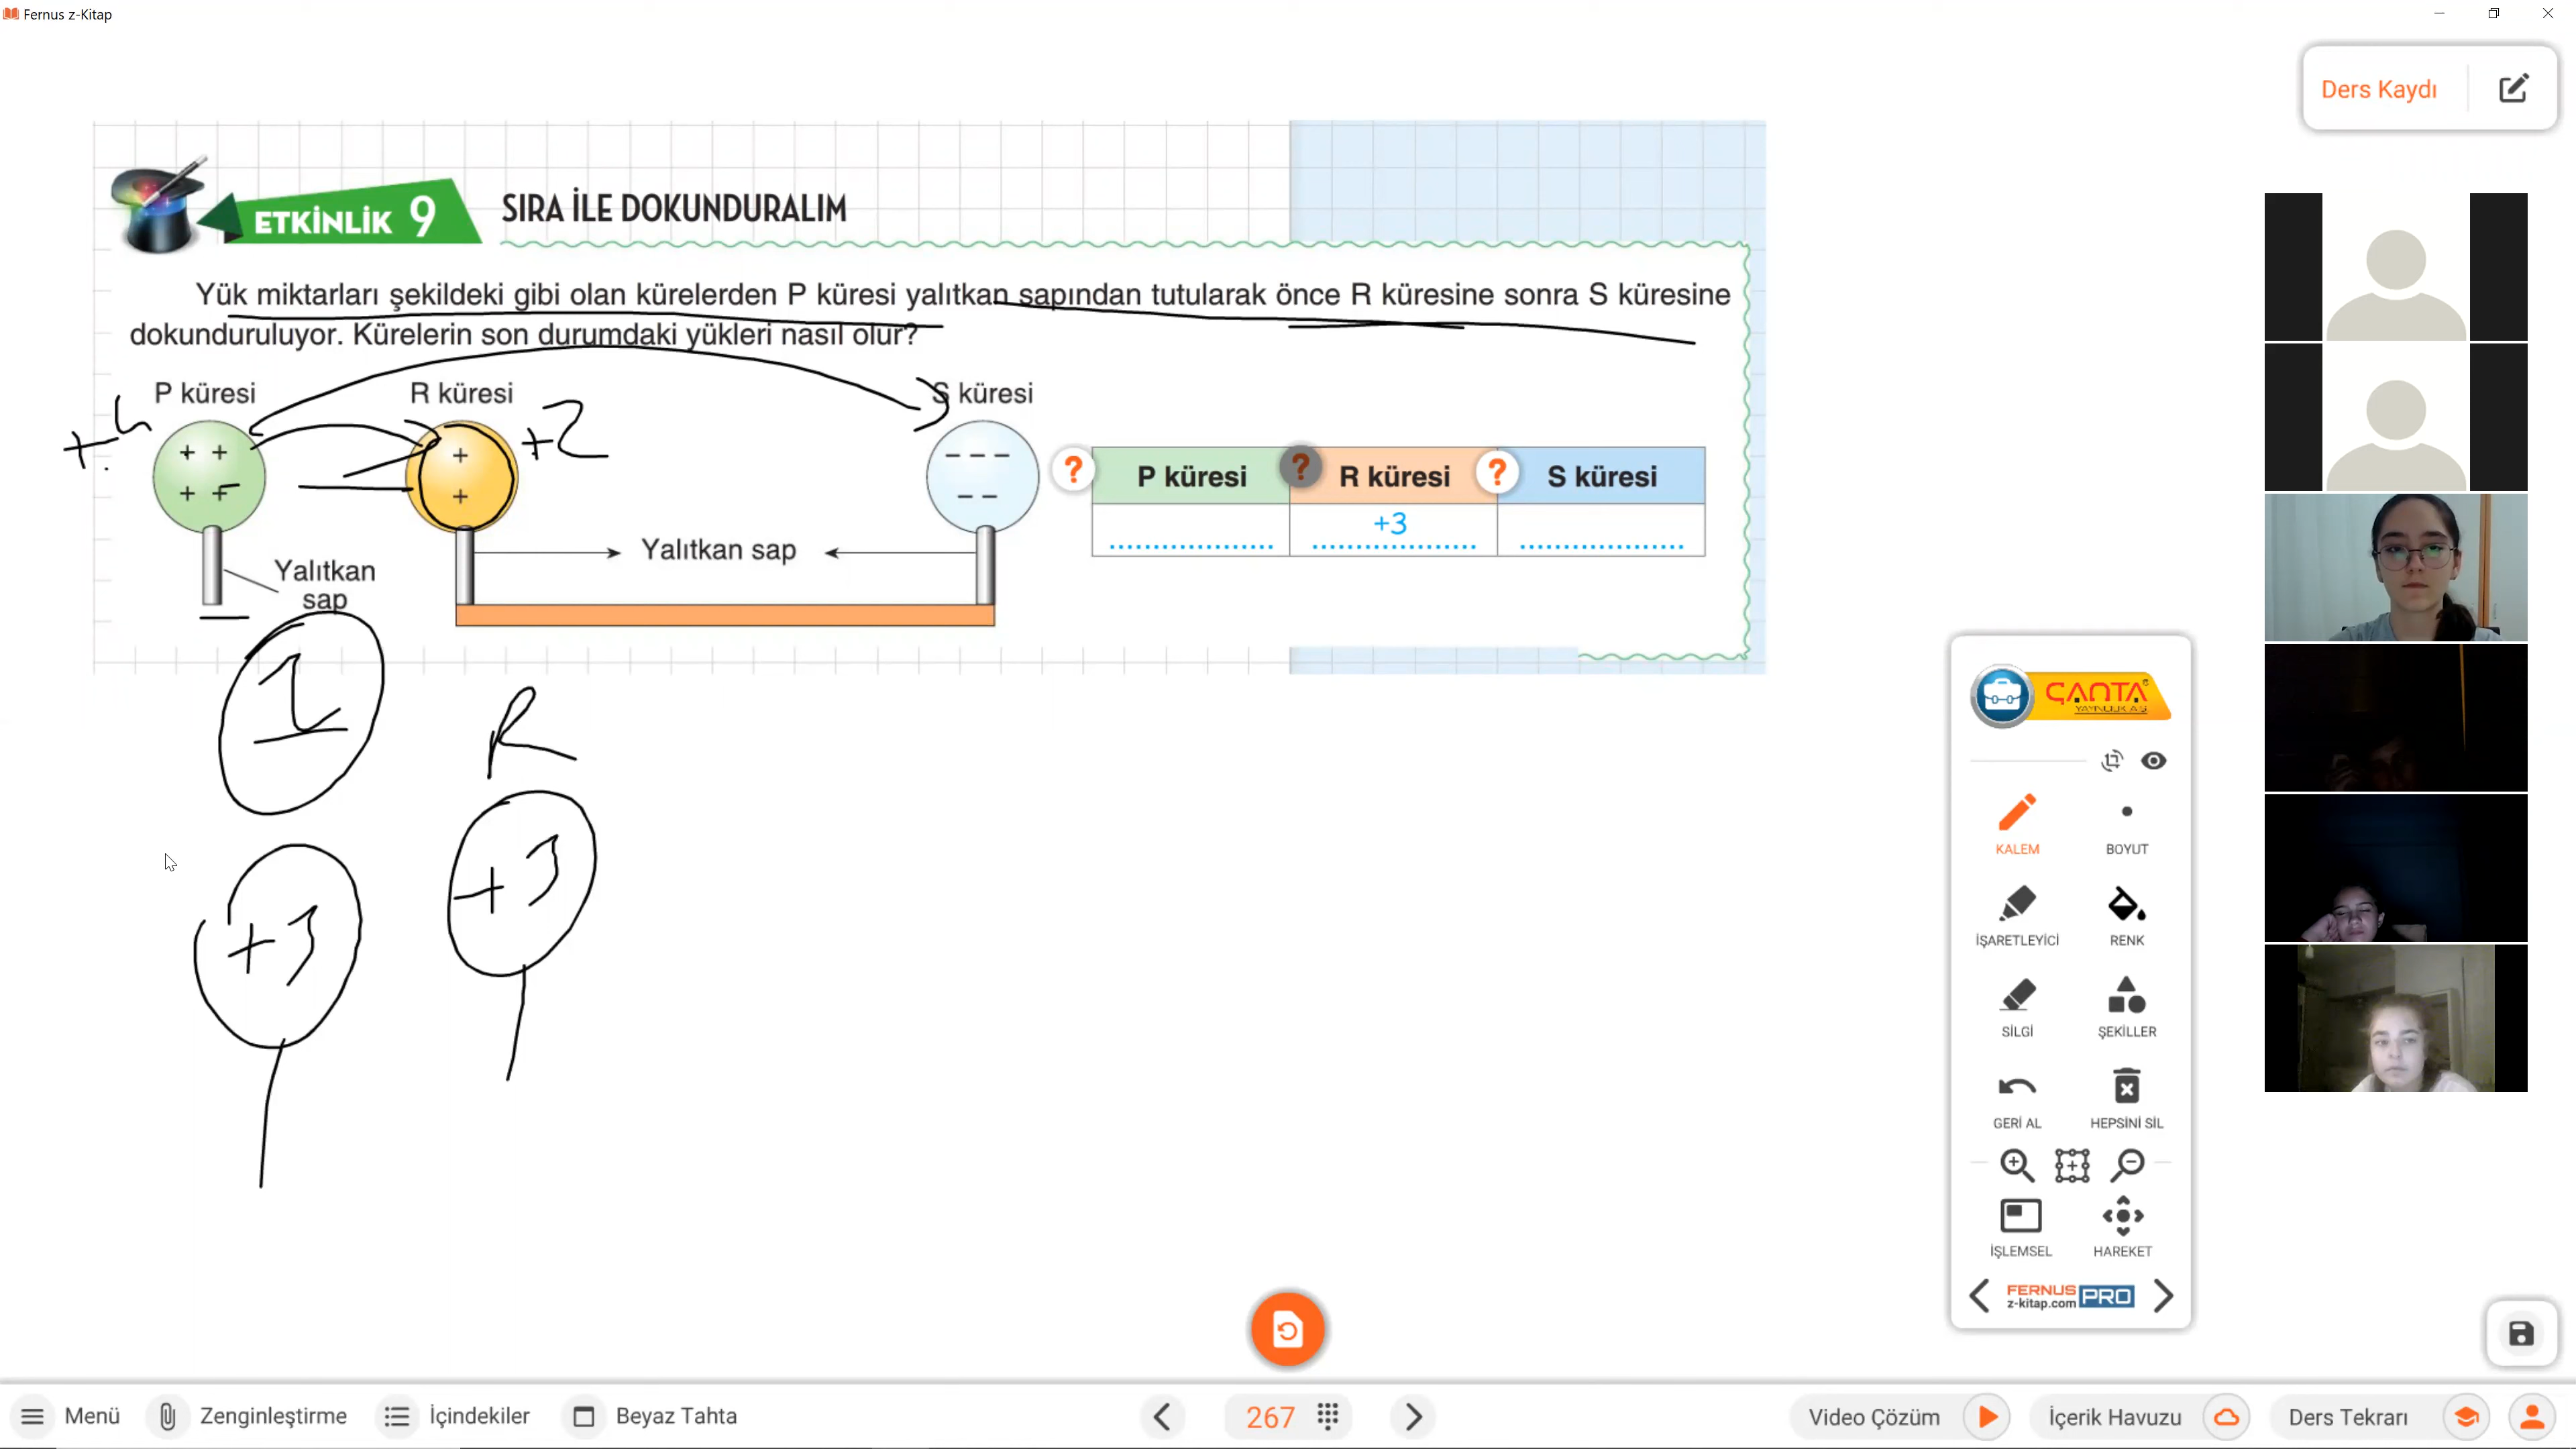 Fernus z-Kitap
Ders Kaydı
ETKİNLİK 9
SIRA İLE DOKUNDURALIM
Yük miktarları şekildeki gibi olan kürelerden P küresi yalıtkan sapından tutularak önce R küresine sonra S küresine
dokunduruluyor. Kürelerin son durumdaki yükleri nasıl olur?
P küresi R küresi S küresi
+4 +2
+ + + - - -
+ + + - -
? P küresi ? R küresi ? S küresi
+3
Yalıtkan sap
Yalıtkan
sap
1
R
+3
+3
ÇANTA
YAYINCILIK A.Ş.
KALEM BOYUT
İŞARETLEYİCİ RENK
SİLGİ ŞEKİLLER
GERİ AL HEPSİNİ SİL
İŞLEMSEL HAREKET
FERNUS
z-kitap.com PRO
Menü Zenginleştirme İçindekiler Beyaz Tahta 267 Video Çözüm İçerik Havuzu Ders Tekrarı